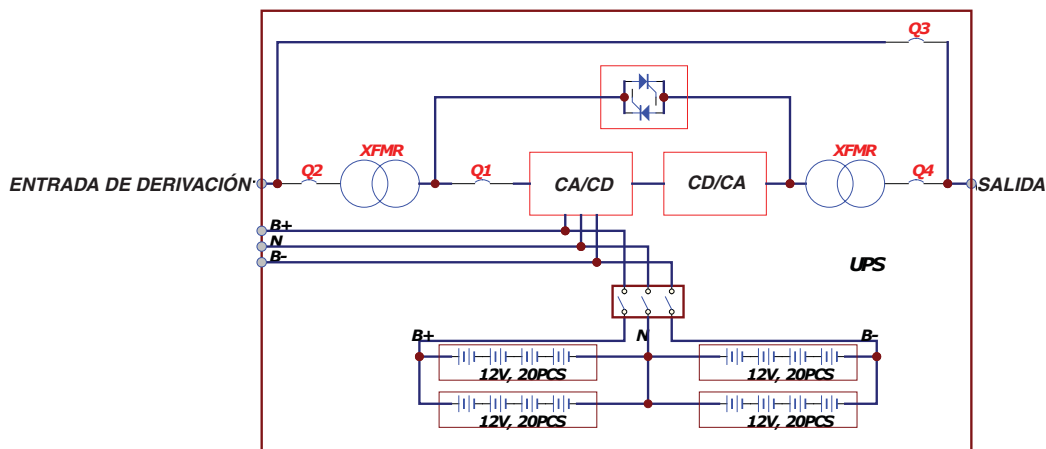 Q3
XFMR
XFMR
Q2
Q1
CA/CD
CD/CA
Q4
ENTRADA DE DERIVACIÓN
SALIDA
B+
N
B-
UPS
B+
N
B-
12V, 20PCS
12V, 20PCS
12V, 20PCS
12V, 20PCS